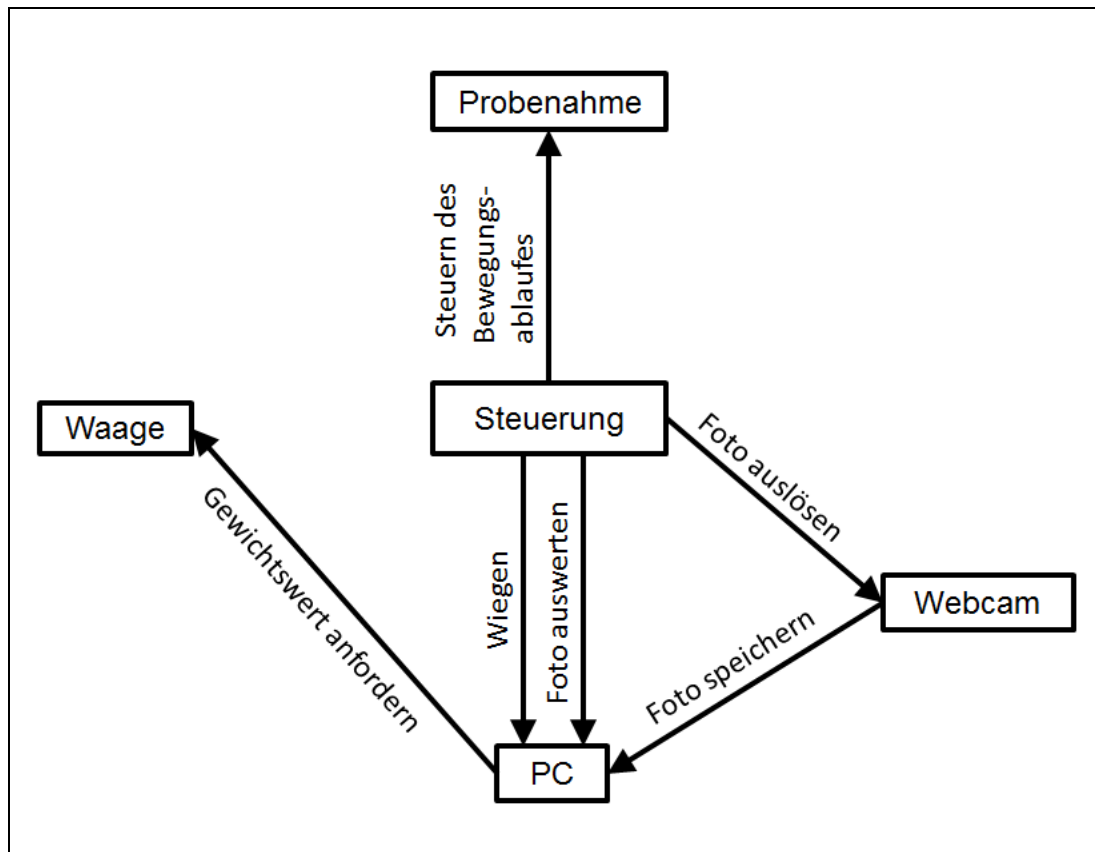 Probenahme
Steuern des
Bewegungs-
ablaufes
Steuerung
Waage
Foto auslösen
Gewichtswert anfordern
Wiegen
Foto auswerten
Webcam
Foto speichern
PC